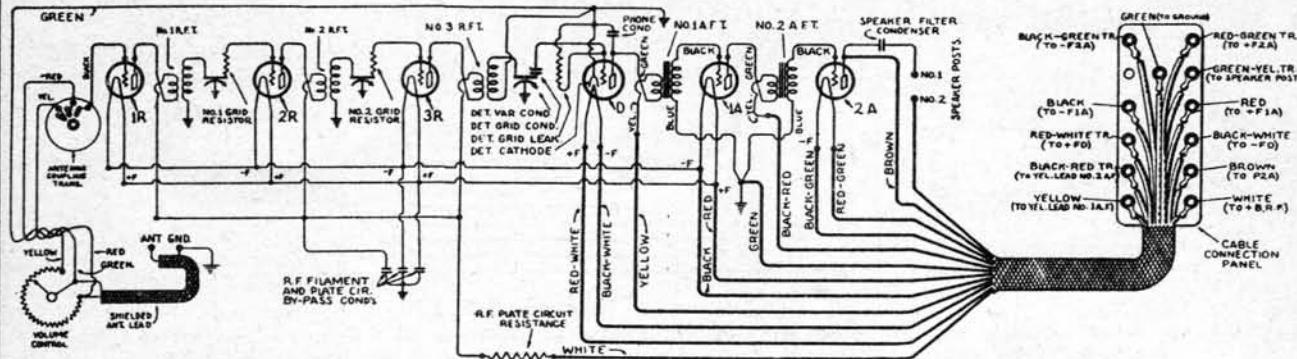 GREEN
RED
YEL.
BLACK
ANTENNA
COUPLING
TRANS.
1R
No.1 R.F.T.
NO.1 GRID
RESISTOR
2R
No. 2 R.F.T.
NO. 2. GRID
RESISTOR
3R
NO 3 R.F.T.
DET. VAR COND.
DET. GRID COND.
DET. GRID LEAK
DET. CATHODE
PHONE
COND
D
YEL
GREEN
NO.1 A.F.T.
BLUE
BLACK
1A
GREEN
YEL
NO.2 A.F.T.
BLUE
BLACK
2A
SPEAKER FILTER
CONDENSER
NO.1
NO.2
SPEAKER POSTS.
-F
+F
-F
+F
-F
+F
+F
-F
-F
+F
-F
YELLOW
RED
GREEN.
ANT GND.
VOLUME
CONTROL
SHIELDED
ANT. LEAD
R.F. FILAMENT
AND PLATE CIR.
BY-PASS COND'S
R.F. PLATE CIRCUIT
RESISTANCE
WHITE
RED-WHITE
BLACK-WHITE
YELLOW
BLACK
RED
GREEN
BLACK-RED
BLACK-GREEN
RED-GREEN
BROWN
GREEN (TO GROUND)
BLACK-GREEN TR.
(TO -F2A)
RED-GREEN TR.
(TO +F2A)
GREEN-YEL. TR.
(TO SPEAKER POST
BLACK
(TO -F1A)
RED
(TO +F1A)
RED-WHITE TR.
(TO +FD)
BLACK-WHITE
(TO -FD)
BLACK-RED TR.
(TO YEL. LEAD NO.2 A.F.
BROWN
(TO P2A)
YELLOW
(TO YEL. LEAD NO. 1 A.F.)
WHITE
(TO +B.R.F.)
CABLE
CONNECTION
PANEL